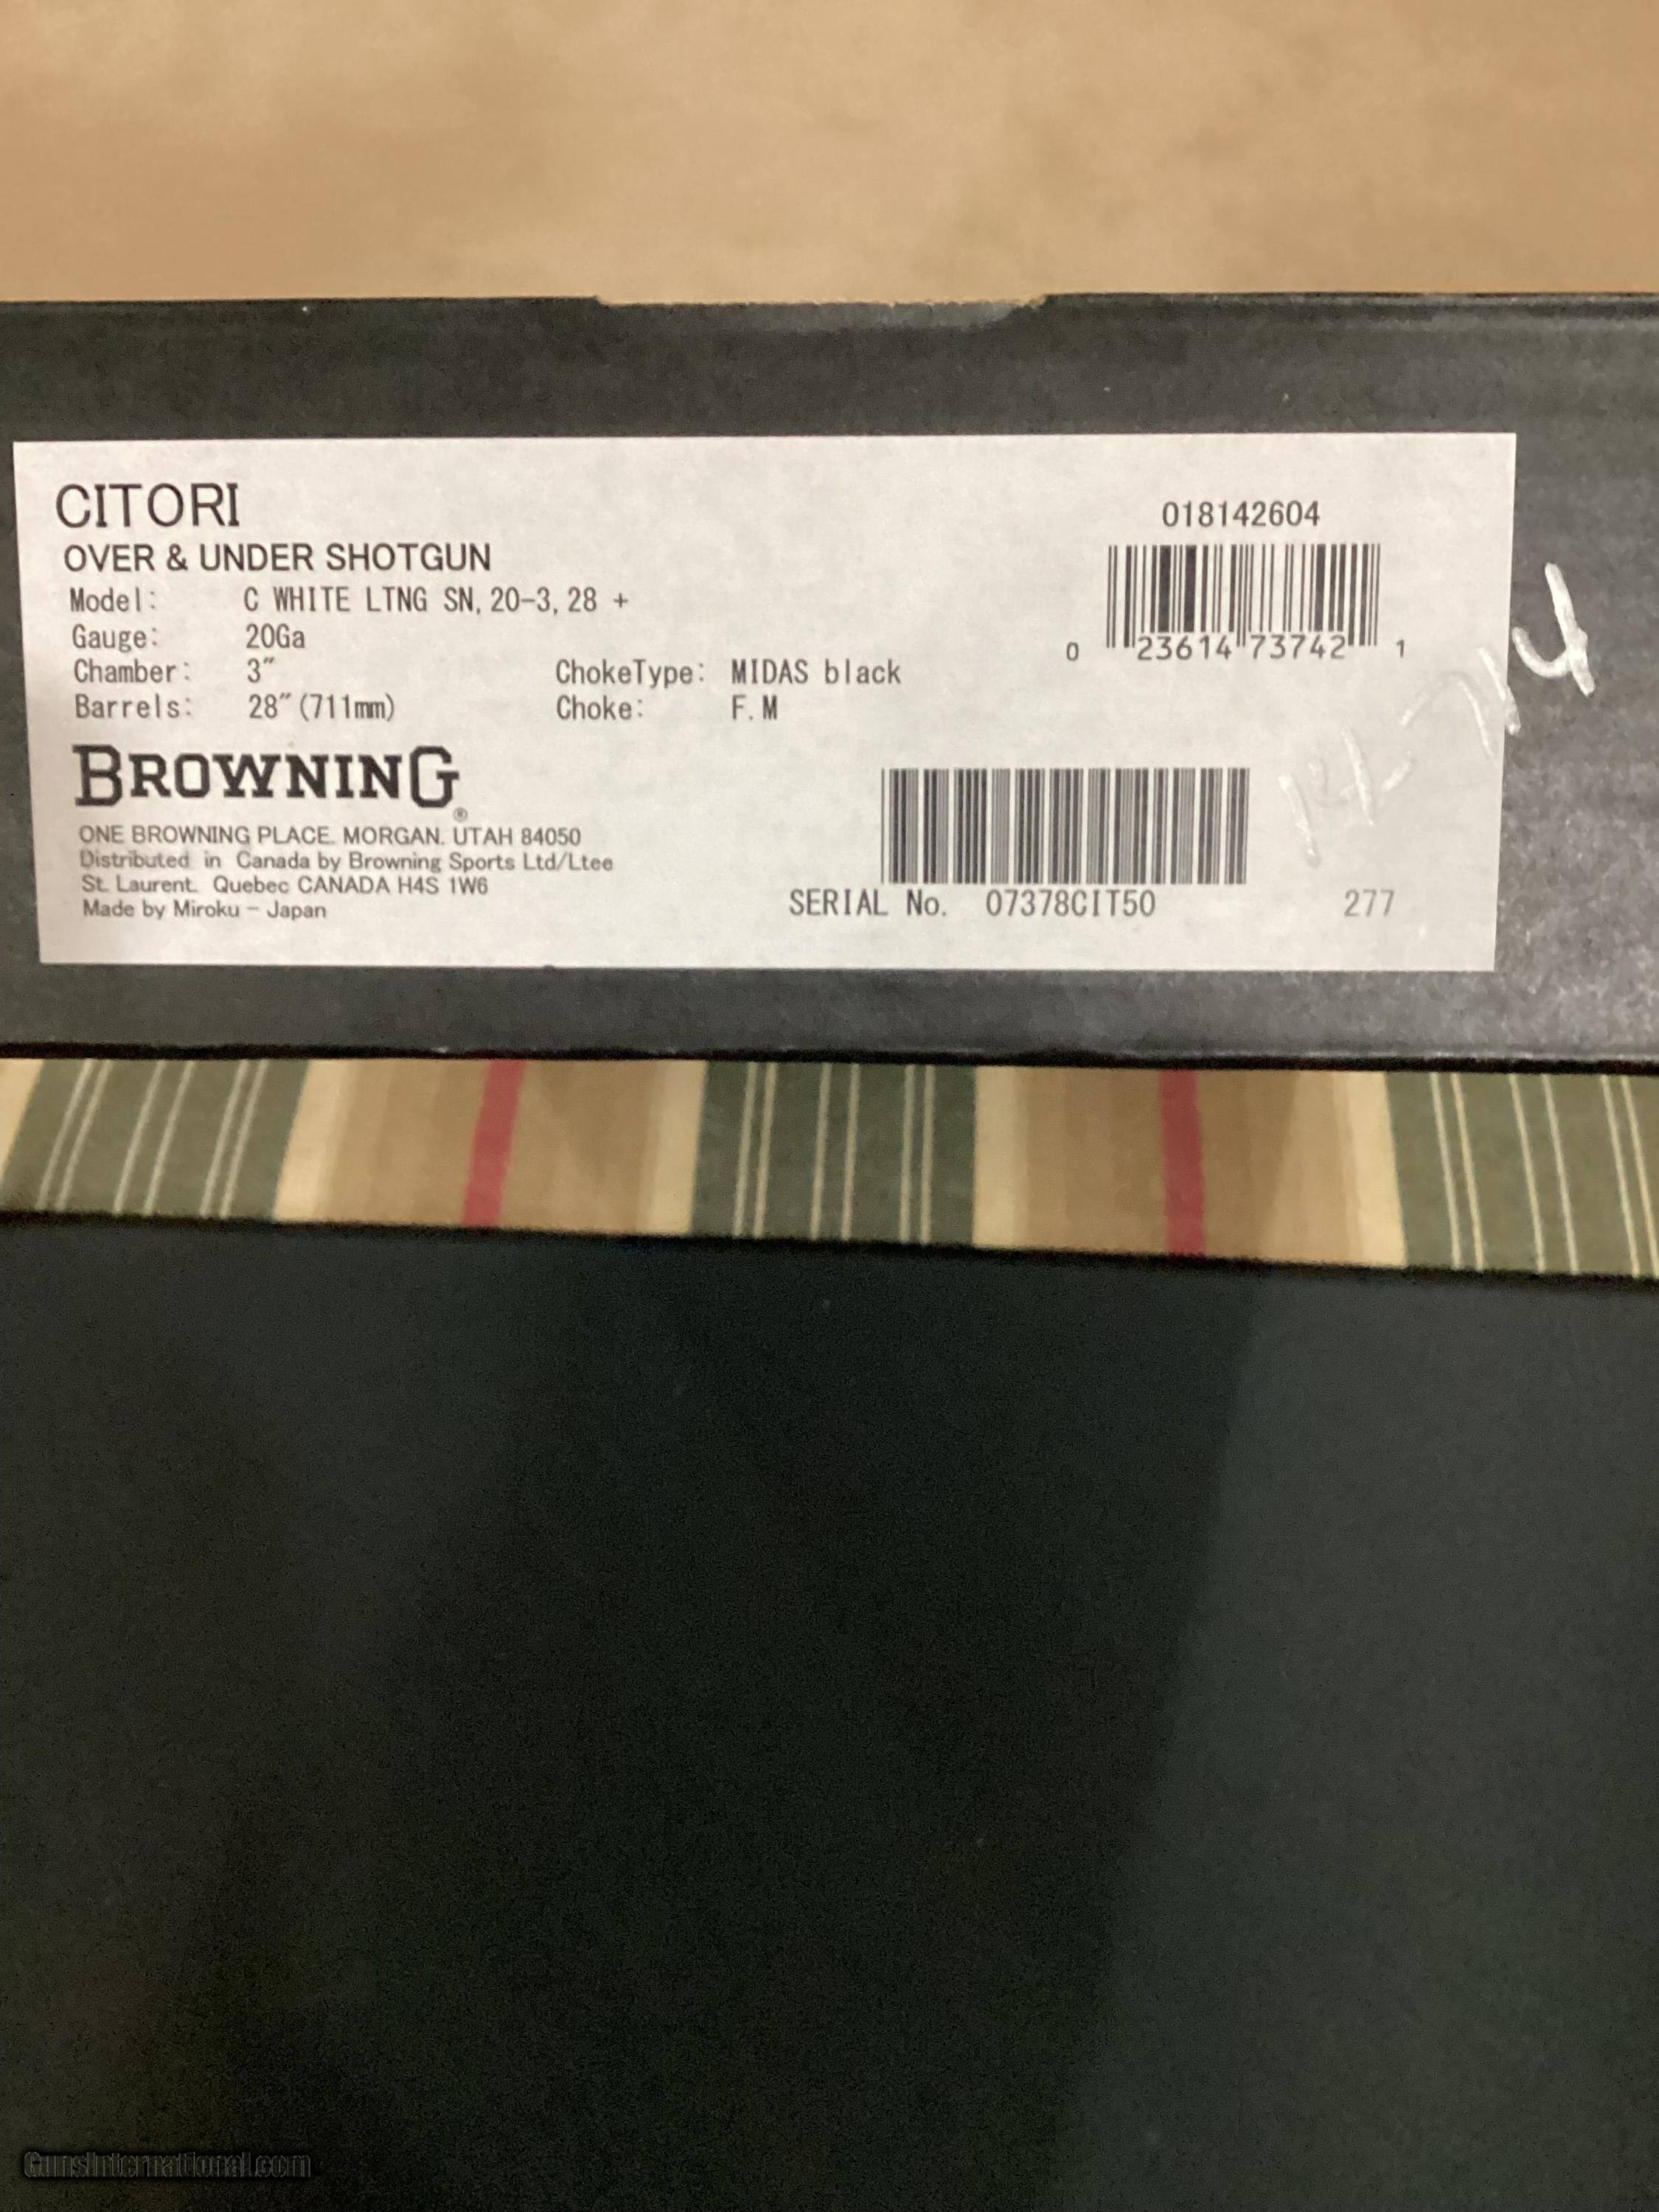 CITORI
OVER & UNDER SHOTGUN
Model: C WHITE LTNG SN, 20-3, 28 +
Gauge: 20Ga
Chamber: 3" ChokeType: MIDAS black
Barrels: 28"(711mm) Choke: F.M
018142604
0 23614 73742 1
BROWNING®
ONE BROWNING PLACE. MORGAN. UTAH 84050
Distributed in Canada by Browning Sports Ltd/Ltee
St. Laurent. Quebec CANADA H4S 1W6
Made by Miroku - Japan
SERIAL No. 07378CIT50 277
GunsInternational.com